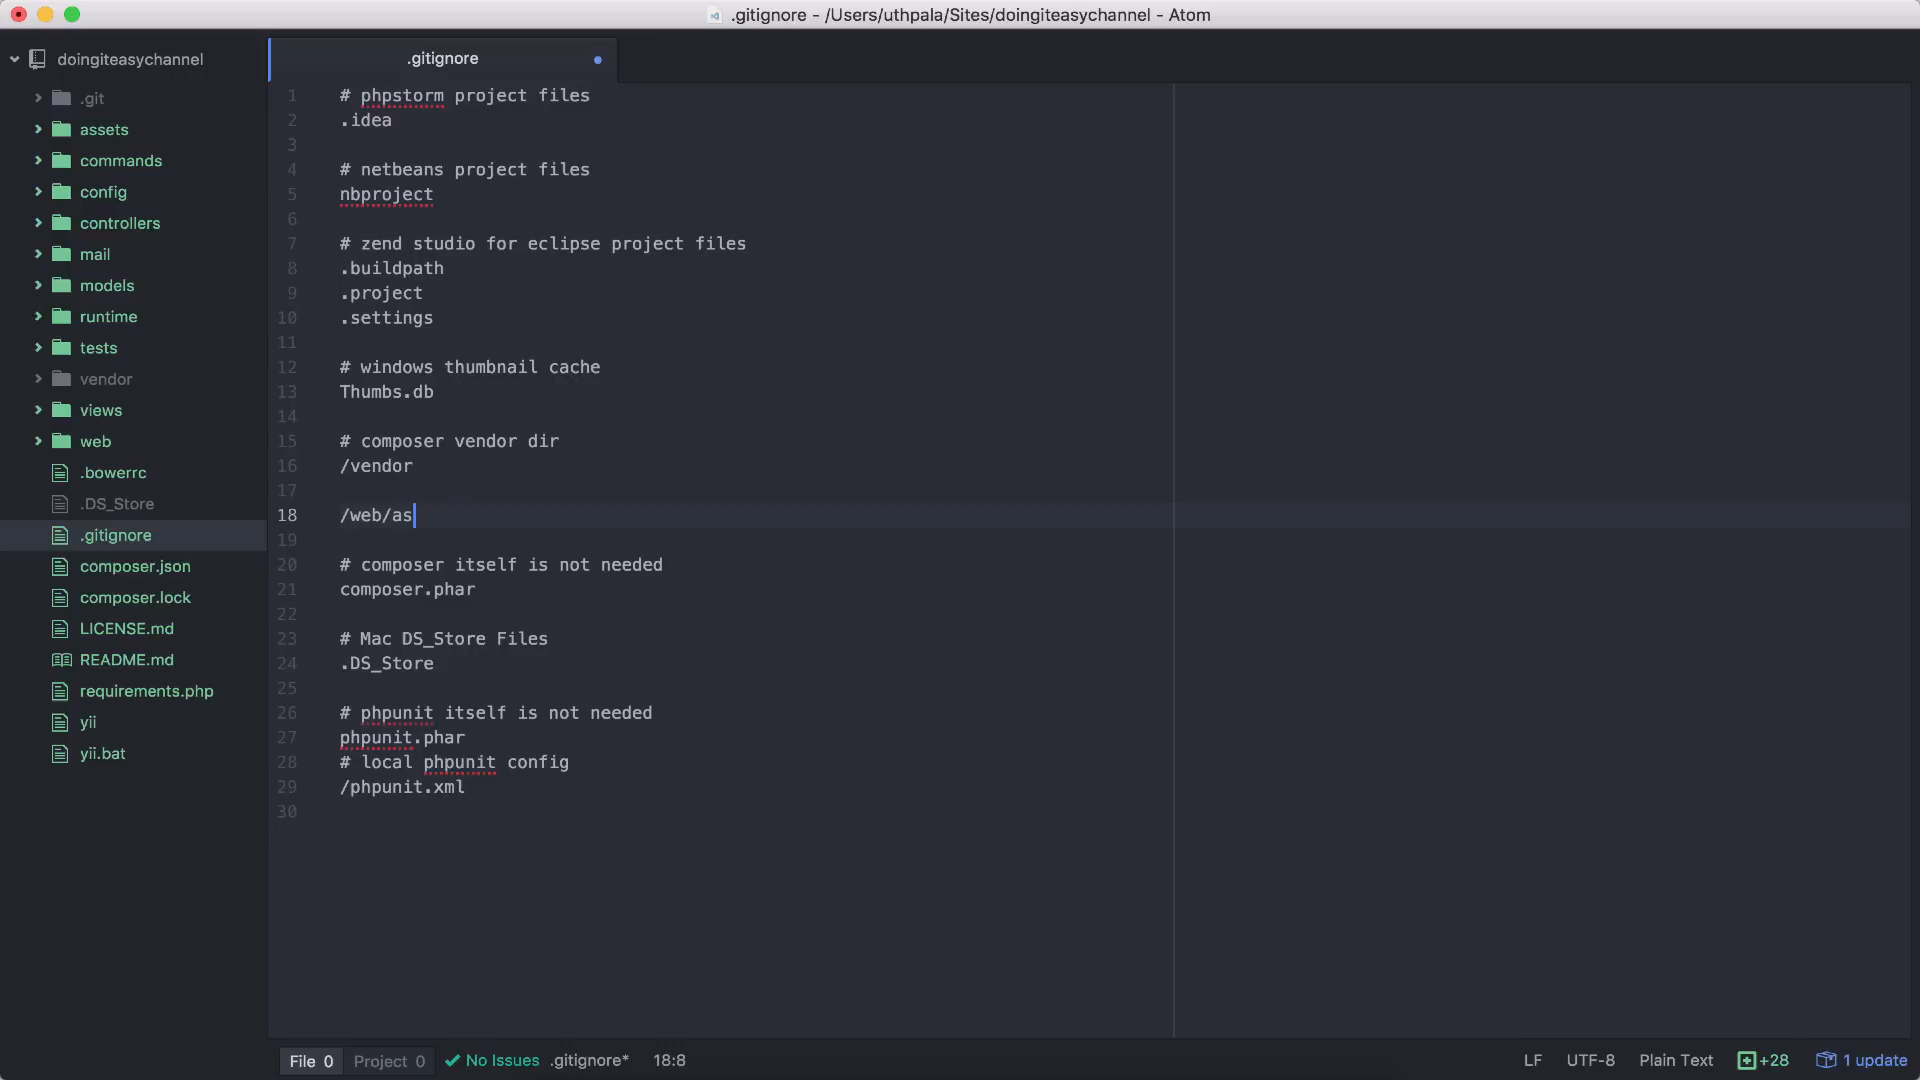 .gitignore - /Users/uthpala/Sites/doingiteasychannel - Atom
doingiteasychannel
.git
assets
commands
config
controllers
mail
models
runtime
tests
vendor
views
web
.bowerrc
.DS_Store
.gitignore
composer.json
composer.lock
LICENSE.md
README.md
requirements.php
yii
yii.bat
.gitignore
1 # phpstorm project files
2 .idea
3
4 # netbeans project files
5 nbproject
6
7 # zend studio for eclipse project files
8 .buildpath
9 .project
10 .settings
11
12 # windows thumbnail cache
13 Thumbs.db
14
15 # composer vendor dir
16 /vendor
17
18 /web/as
19
20 # composer itself is not needed
21 composer.phar
22
23 # Mac DS_Store Files
24 .DS_Store
25
26 # phpunit itself is not needed
27 phpunit.phar
28 # local phpunit config
29 /phpunit.xml
30
File 0 Project 0 No Issues .gitignore* 18:8 LF UTF-8 Plain Text +28 1 update